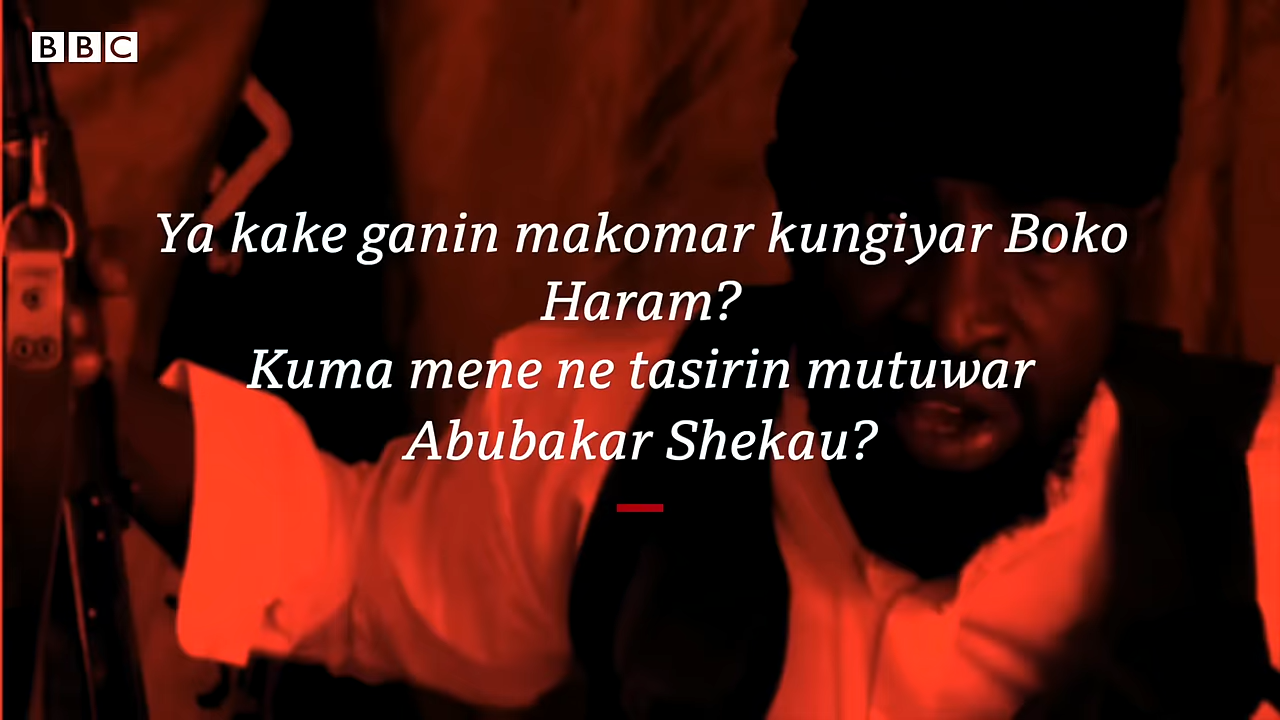 BBC
Ya kake ganin makomar kungiyar Boko
Haram?
Kuma mene ne tasirin mutuwar
Abubakar Shekau?